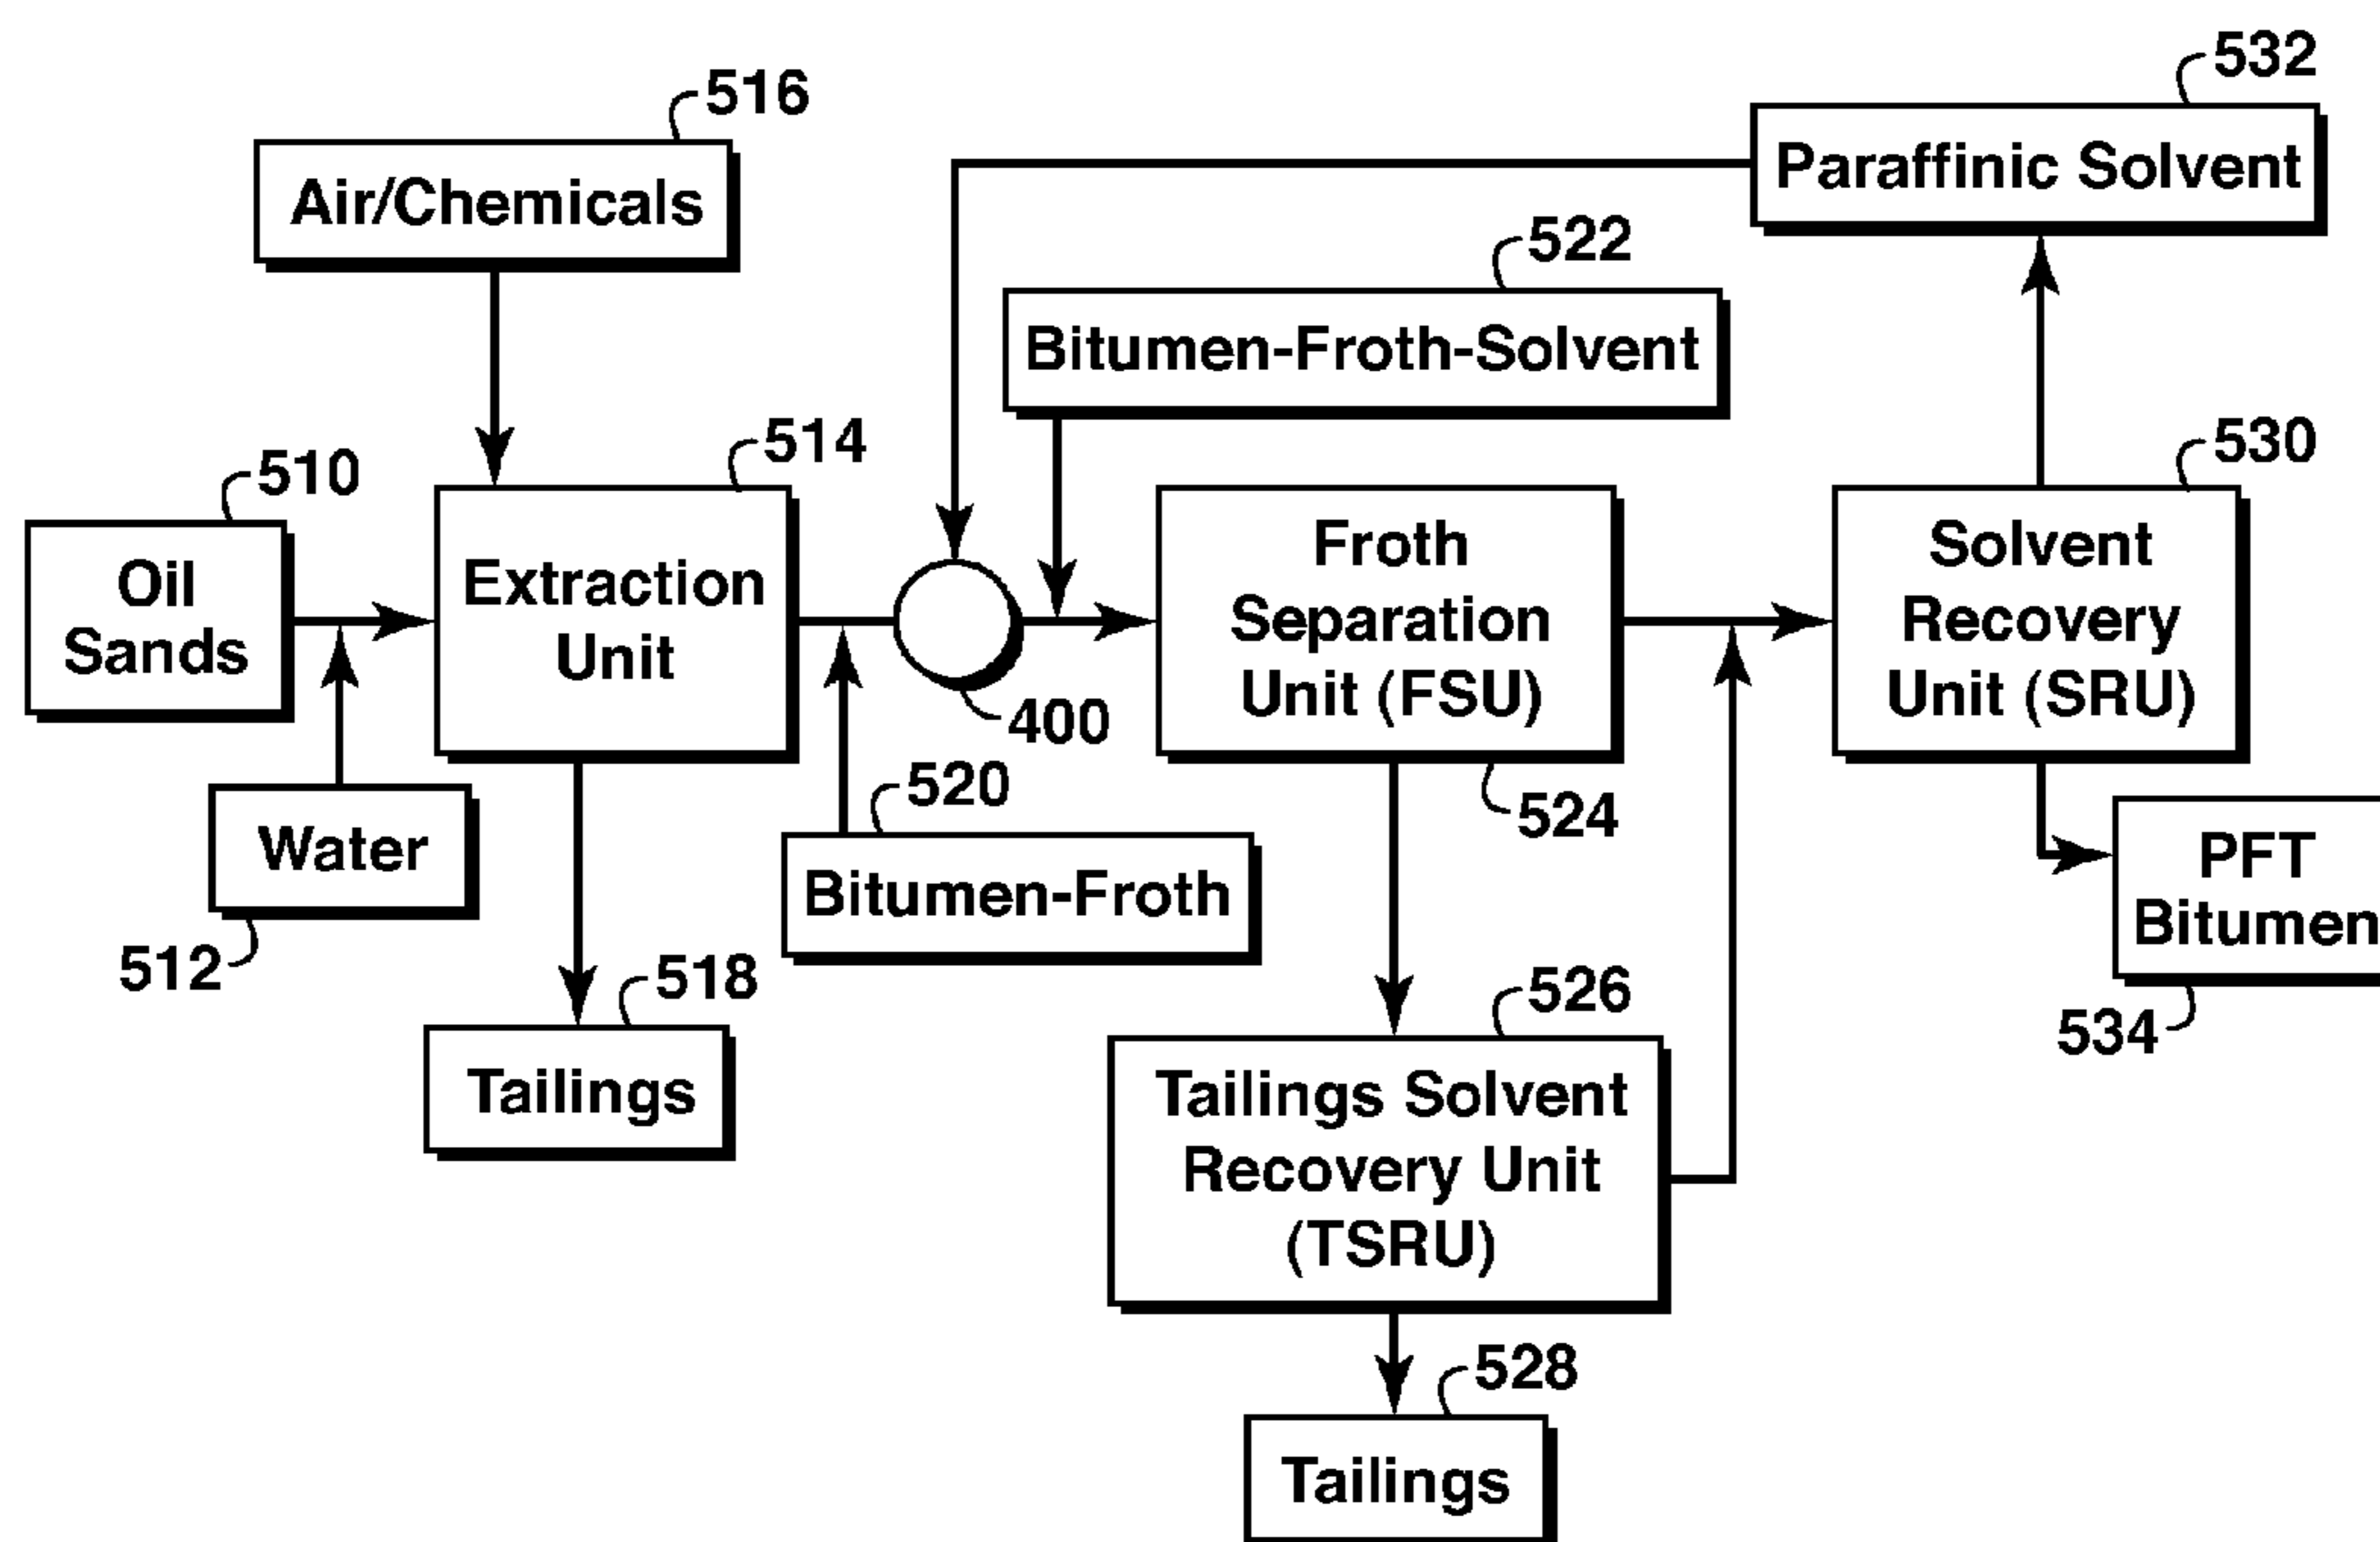 532
516
Paraffinic Solvent
Air/Chemicals
522
Bitumen-Froth-Solvent
514
530
510
Oil
Sands
Extraction
Unit
Froth
Separation
Unit (FSU)
Solvent
Recovery
Unit (SRU)
400
520
524
Water
PFT
Bitumen
Bitumen-Froth
512
518
526
534
Tailings
Tailings Solvent
Recovery Unit
(TSRU)
528
Tailings